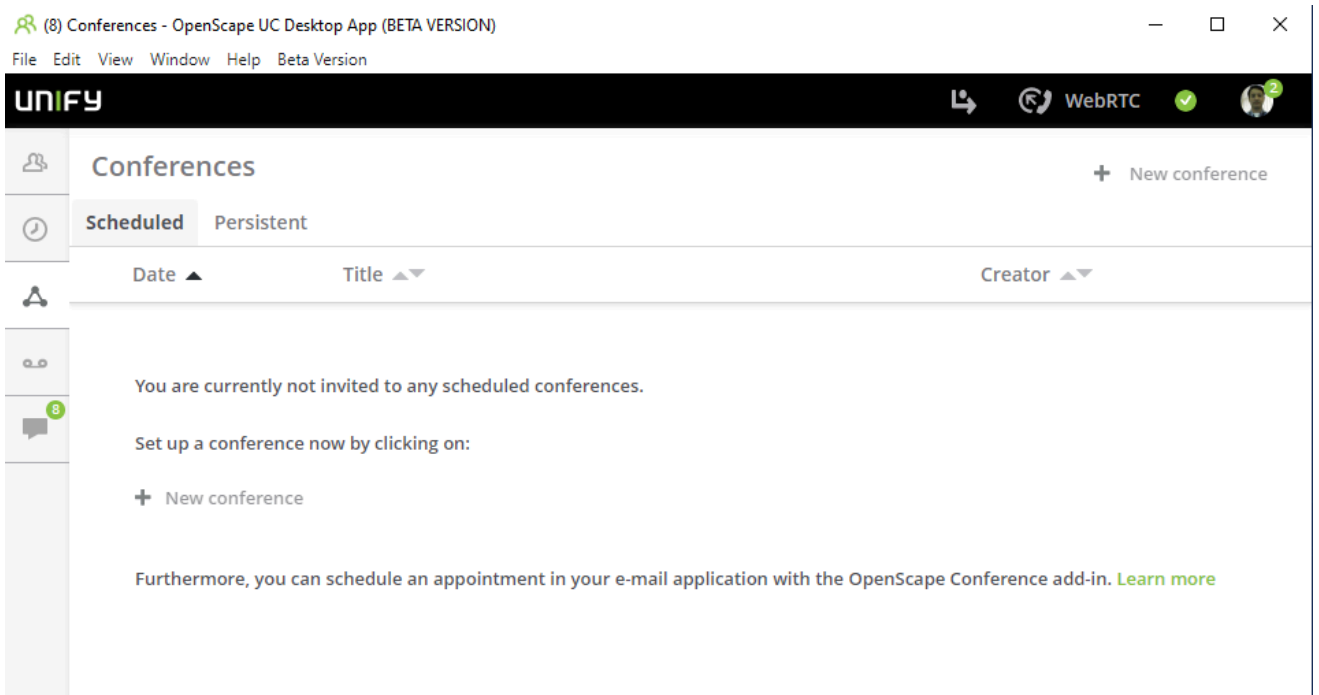 (8) Conferences - OpenScape UC Desktop App (BETA VERSION)
File Edit View Window Help Beta Version
UNIFY WebRTC 2
Conferences
+ New conference
Scheduled Persistent
Date Title Creator
You are currently not invited to any scheduled conferences.
8
Set up a conference now by clicking on:
+ New conference
Furthermore, you can schedule an appointment in your e-mail application with the OpenScape Conference add-in. Learn more